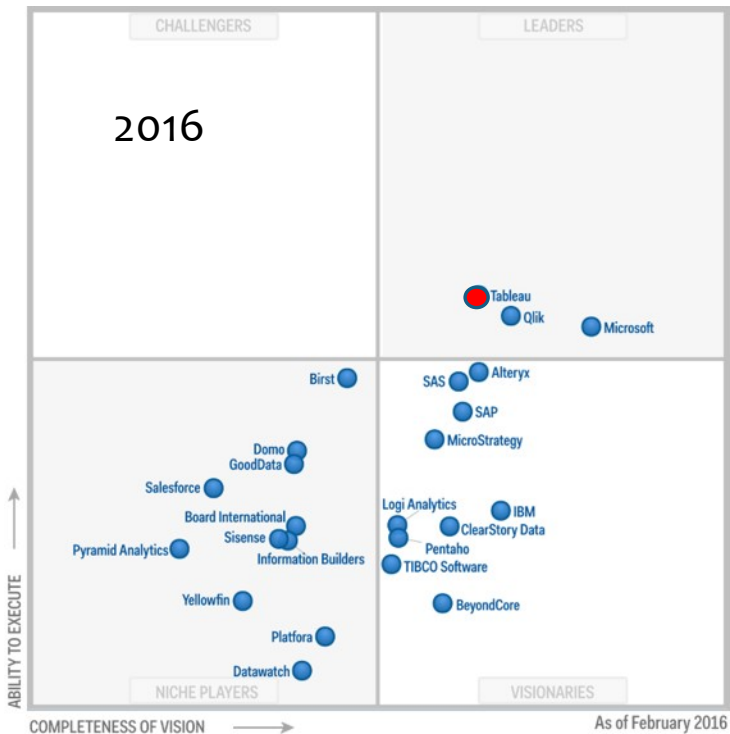 CHALLENGERS
LEADERS
2016
Tableau
Qlik
Microsoft
Birst
Alteryx
SAS
SAP
MicroStrategy
Domo
GoodData
Salesforce
Logi Analytics
IBM
Board International
ClearStory Data
Sisense
Pentaho
Pyramid Analytics
Information Builders
TIBCO Software
Yellowfin
BeyondCore
Platfora
Datawatch
NICHE PLAYERS
VISIONARIES
ABILITY TO EXECUTE
COMPLETENESS OF VISION
As of February 2016